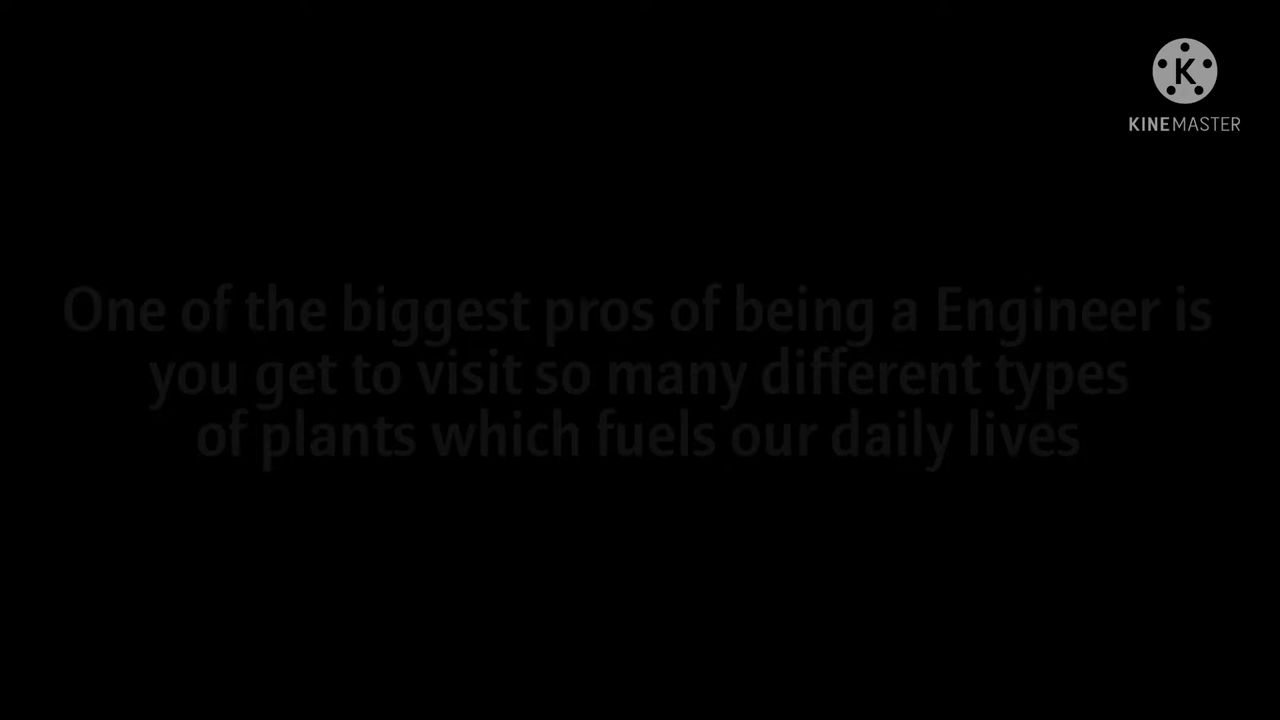 K
KINEMASTER
One of the biggest pros of being a Engineer is
you get to visit so many different types
of plants which fuels our daily lives